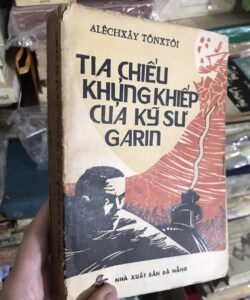 ALÊCHXÂY TÔNXTÔI
TIA CHIẾU
KHỦNG KHIẾP
CỦA KỸ SƯ
GARIN
NHÀ XUẤT BẢN ĐÀ NẴNG